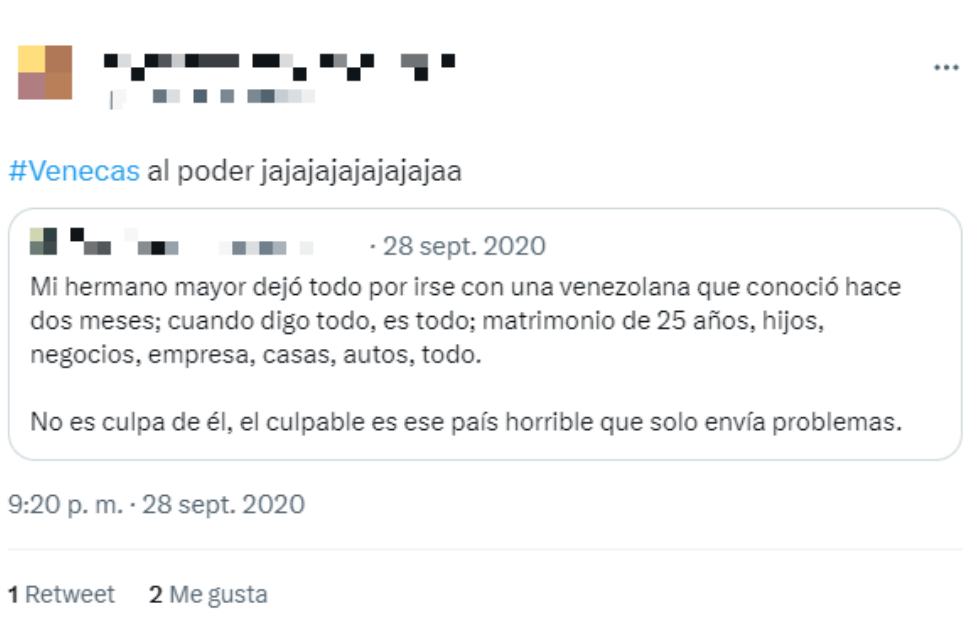 #Venecas al poder jajajajajajajajaa
· 28 sept. 2020
Mi hermano mayor dejó todo por irse con una venezolana que conoció hace
dos meses; cuando digo todo, es todo; matrimonio de 25 años, hijos,
negocios, empresa, casas, autos, todo.
No es culpa de él, el culpable es ese país horrible que solo envía problemas.
9:20 p. m. · 28 sept. 2020
1 Retweet 2 Me gusta